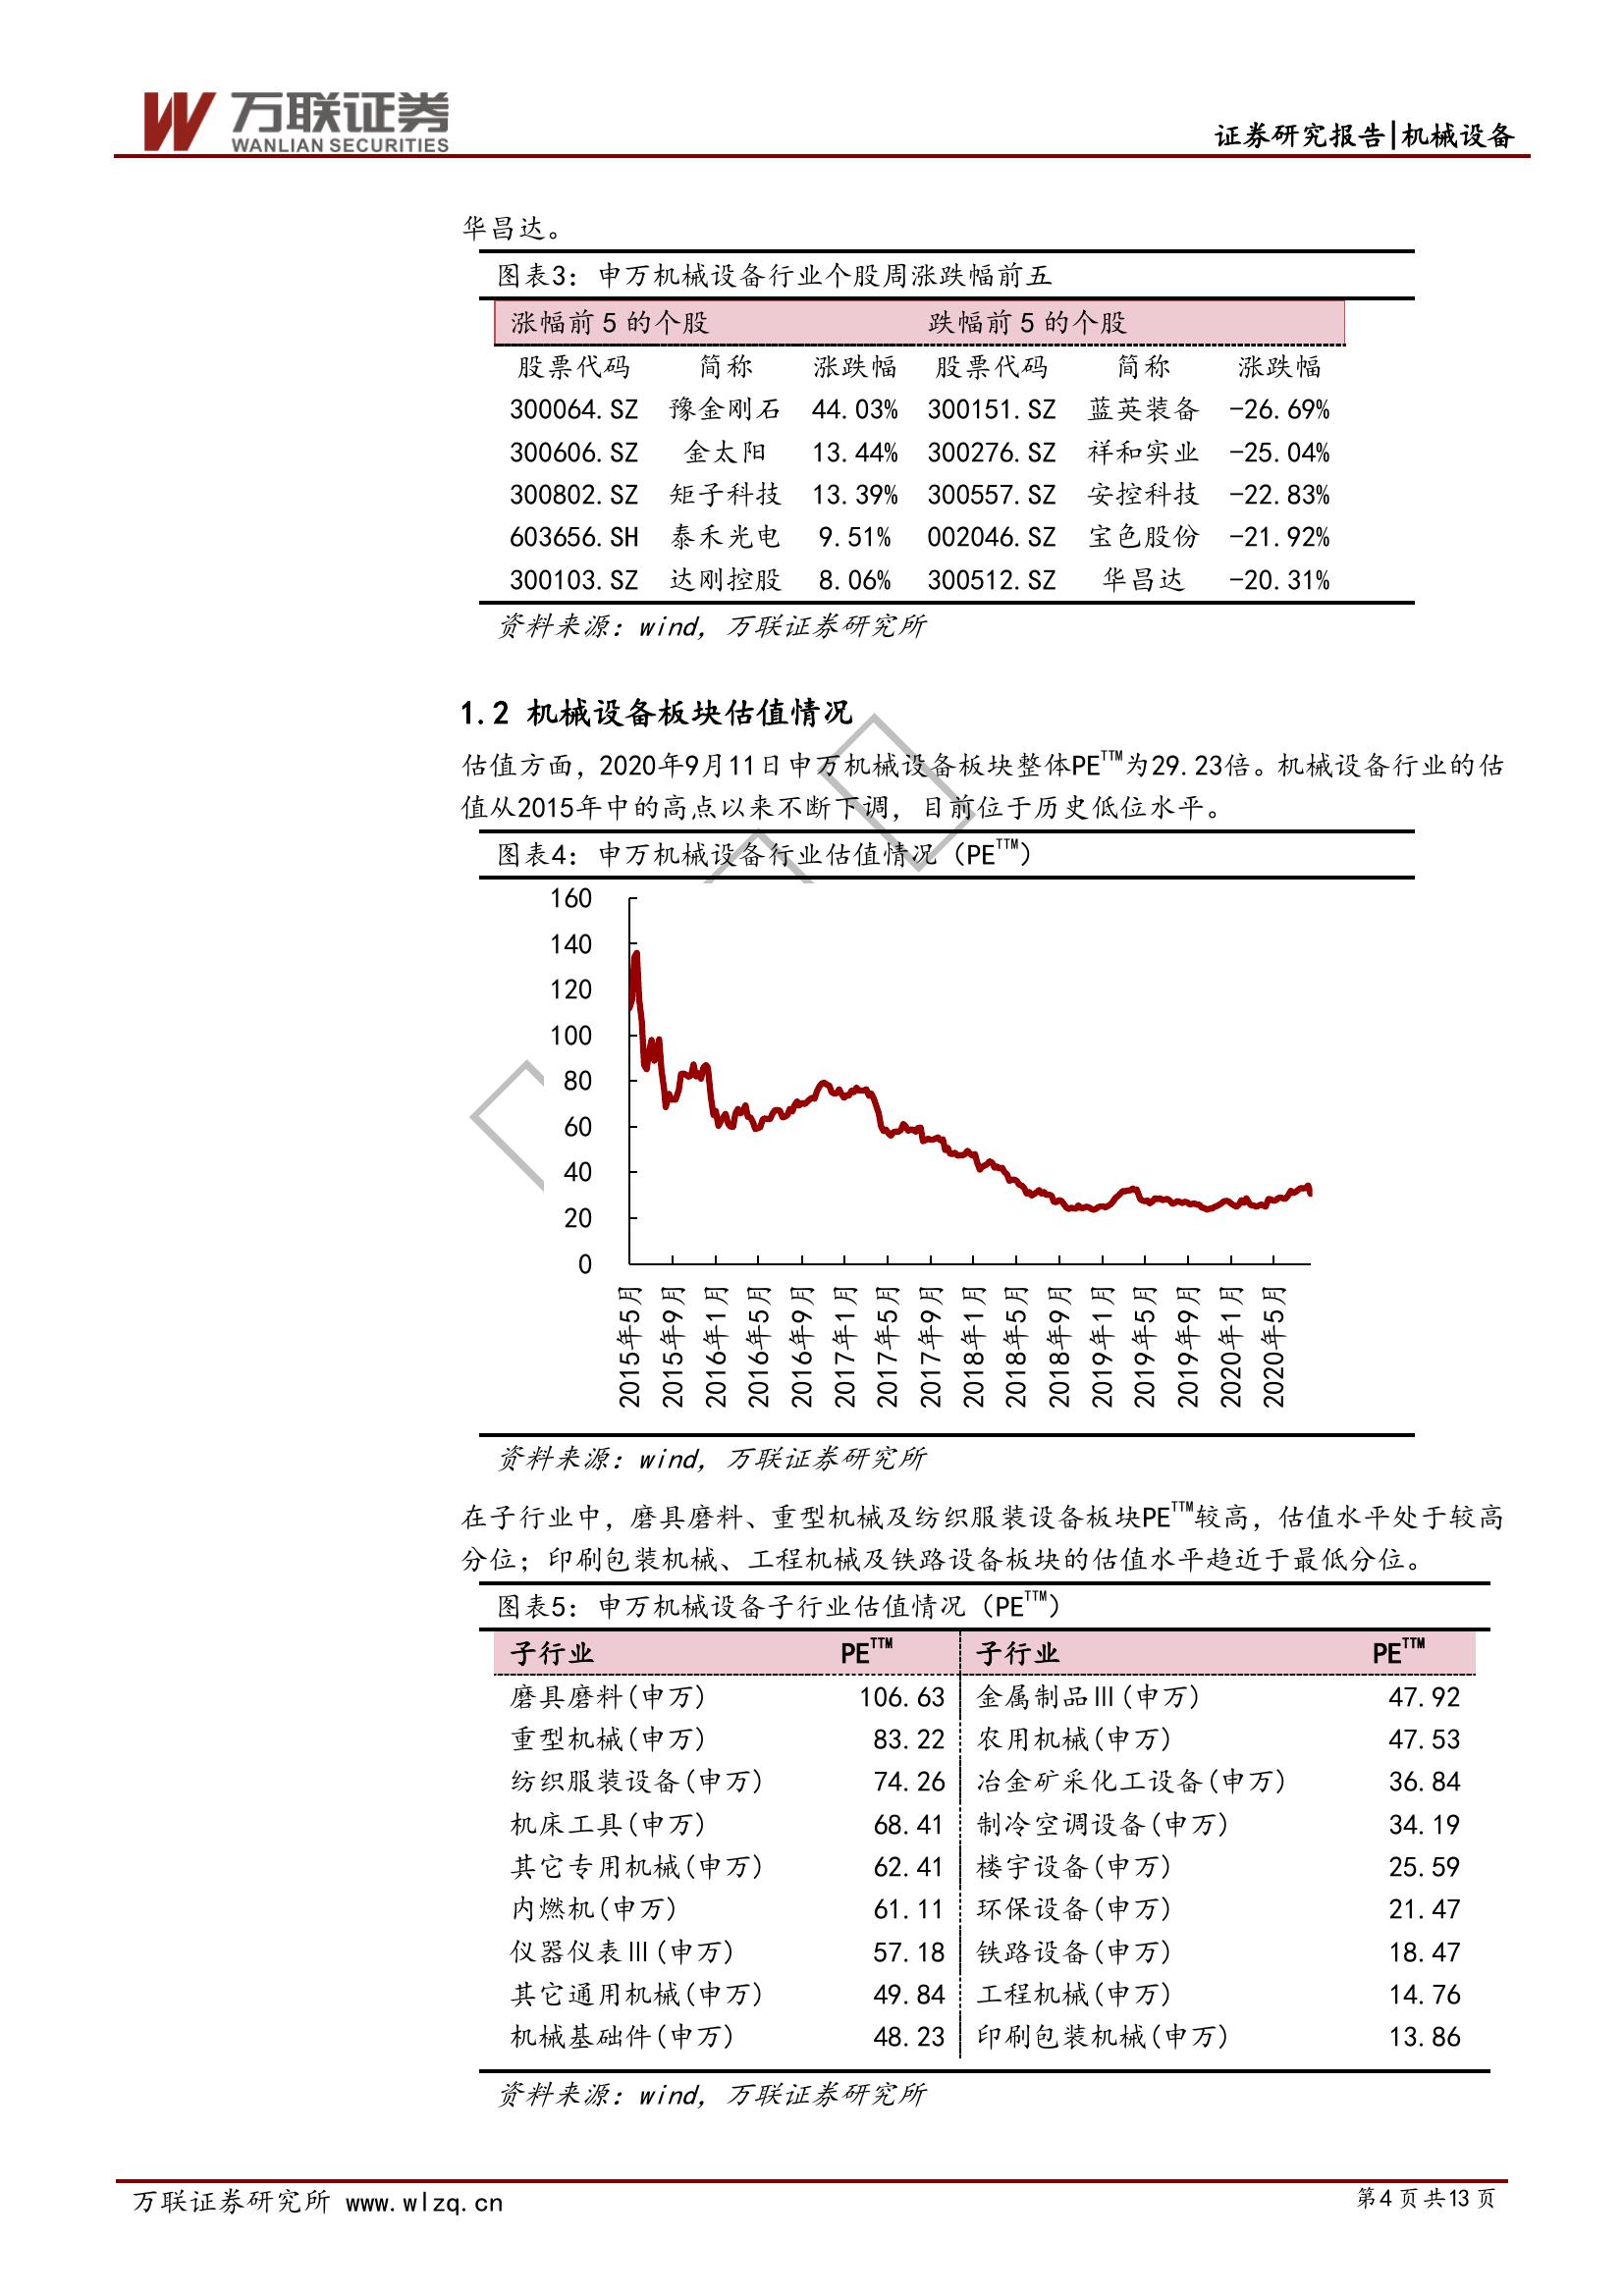 万联证券
WANLIAN SECURITIES
证券研究报告|机械设备
华昌达。
图表3：申万机械设备行业个股周涨跌幅前五
涨幅前 5 的个股 跌幅前 5 的个股
股票代码 简称 涨跌幅 股票代码 简称 涨跌幅
300064.SZ 豫金刚石 44.03% 300151.SZ 蓝英装备 -26.69%
300606.SZ 金太阳 13.44% 300276.SZ 祥和实业 -25.04%
300802.SZ 矩子科技 13.39% 300557.SZ 安控科技 -22.83%
603656.SH 泰禾光电 9.51% 002046.SZ 宝色股份 -21.92%
300103.SZ 达刚控股 8.06% 300512.SZ 华昌达 -20.31%
资料来源：wind，万联证券研究所
1.2 机械设备板块估值情况
估值方面，2020年9月11日申万机械设备板块整体PE^TTM为29.23倍。机械设备行业的估
值从2015年中的高点以来不断下调，目前位于历史低位水平。
图表4：申万机械设备行业估值情况（PE^TTM）
160
140
120
100
80
60
40
20
0
2015年5月 2015年9月 2016年1月 2016年5月 2016年9月 2017年1月 2017年5月 2017年9月 2018年1月 2018年5月 2018年9月 2019年1月 2019年5月 2019年9月 2020年1月 2020年5月
资料来源：wind，万联证券研究所
在子行业中，磨具磨料、重型机械及纺织服装设备板块PE^TTM较高，估值水平处于较高
分位；印刷包装机械、工程机械及铁路设备板块的估值水平趋近于最低分位。
图表5：申万机械设备子行业估值情况（PE^TTM）
子行业 PE^TTM 子行业 PE^TTM
磨具磨料(申万) 106.63 金属制品Ⅲ(申万) 47.92
重型机械(申万) 83.22 农用机械(申万) 47.53
纺织服装设备(申万) 74.26 冶金矿采化工设备(申万) 36.84
机床工具(申万) 68.41 制冷空调设备(申万) 34.19
其它专用机械(申万) 62.41 楼宇设备(申万) 25.59
内燃机(申万) 61.11 环保设备(申万) 21.47
仪器仪表Ⅲ(申万) 57.18 铁路设备(申万) 18.47
其它通用机械(申万) 49.84 工程机械(申万) 14.76
机械基础件(申万) 48.23 印刷包装机械(申万) 13.86
资料来源：wind，万联证券研究所
万联证券研究所 www.wlzq.cn
第4页共13页